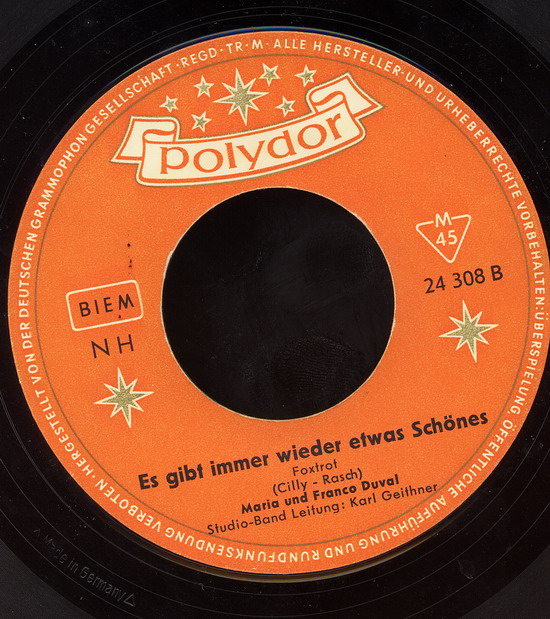 HERGESTELLT VON DER DEUTSCHEN GRAMMOPHON GESELLSCHAFT · REGD · TR · M · ALLE HERSTELLER- UND URHEBERRECHTE VORBEHALTEN: ÜBERSPIELUNG ÖFFENTLICHE AUFFÜHRUNG UND RUNDFUNKSENDUNG VERBOTEN ·
Polydor
M
45
24 308 B
BIEM
NH
Es gibt immer wieder etwas Schönes
Foxtrot
(Cilly - Rasch)
Maria und Franco Duval
Studio-Band Leitung: Karl Geithner
Made in Germany